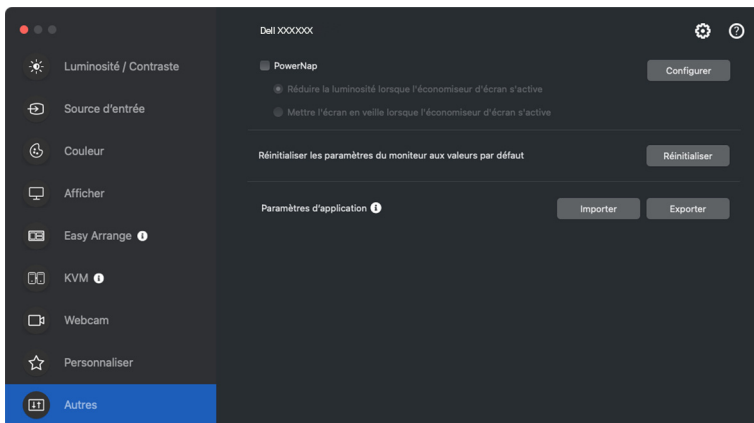 Dell XXXXXX
Luminosité / Contraste
Source d'entrée
Couleur
Afficher
Easy Arrange
KVM
Webcam
Personnaliser
Autres
PowerNap
Configurer
Réduire la luminosité lorsque l'économiseur d'écran s'active
Mettre l'écran en veille lorsque l'économiseur d'écran s'active
Réinitialiser les paramètres du moniteur aux valeurs par défaut
Réinitialiser
Paramètres d'application
Importer
Exporter